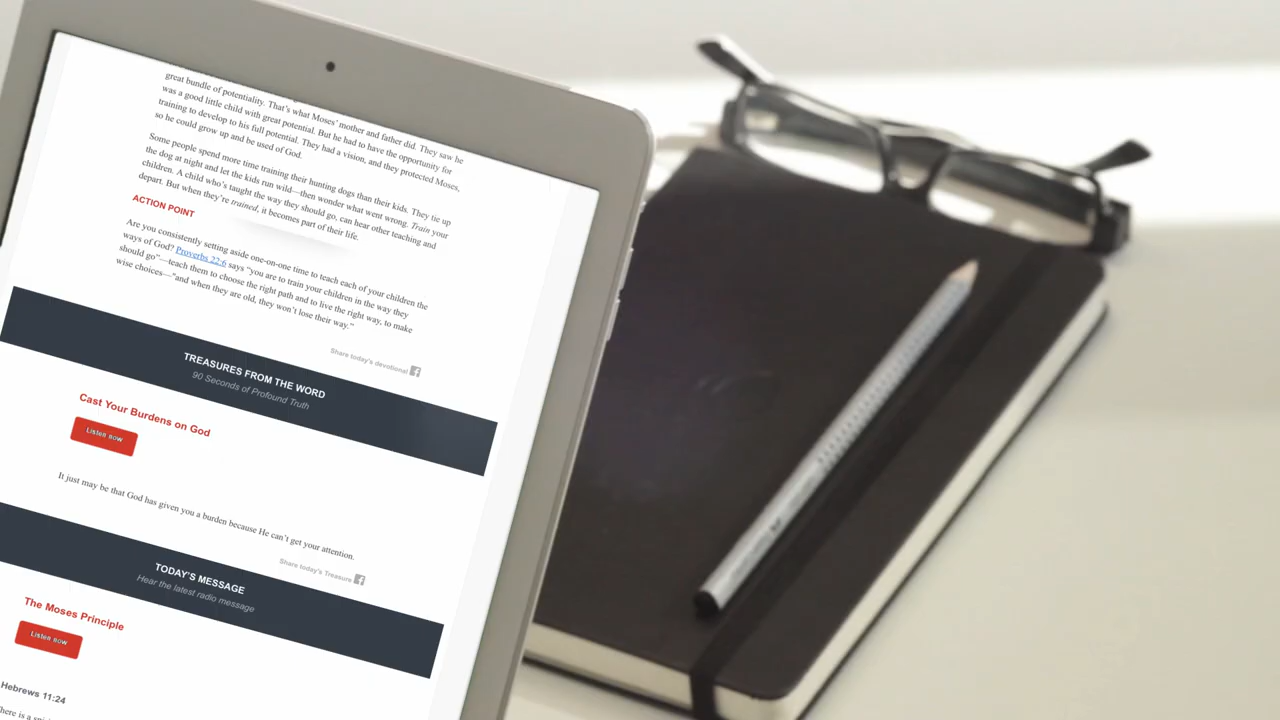 great bundle of potentiality. That's what Moses' mother and father did. They saw he
was a good little child with great potential. But he had to have the opportunity for
training to develop to his full potential. They had a vision, and they protected Moses,
so he could grow up and be used of God.
Some people spend more time training their hunting dogs than their kids. They tie up
the dog at night and let the kids run wild—then wonder what went wrong. Train your
children. A child who's taught the way they should go, can hear other teaching and
depart. But when they're trained, it becomes part of their life.
ACTION POINT
Are you consistently setting aside one-on-one time to teach each of your children the
ways of God? Proverbs 22:6 says "you are to train your children in the way they
should go"—teach them to choose the right path and to live the right way, to make
wise choices—"and when they are old, they won't lose their way."
Share today's devotional
TREASURES FROM THE WORD
90 Seconds of Profound Truth
Cast Your Burdens on God
Listen now
It just may be that God has given you a burden because He can't get your attention.
Share today's Treasure
TODAY'S MESSAGE
Hear the latest radio message
The Moses Principle
Listen now
Hebrews 11:24
There is a